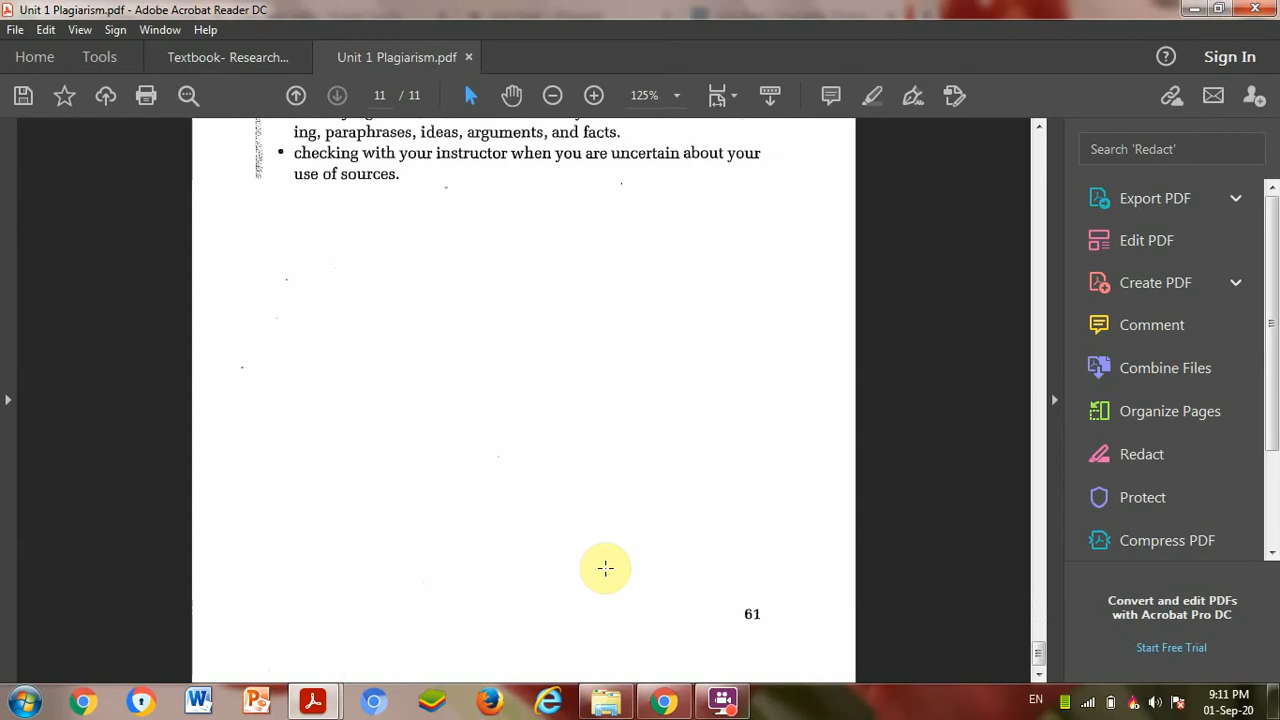 Unit 1 Plagiarism.pdf - Adobe Acrobat Reader DC
File Edit View Sign Window Help
Home Tools Textbook- Research... Unit 1 Plagiarism.pdf × Sign In
11 / 11 125%
ing, paraphrases, ideas, arguments, and facts.
• checking with your instructor when you are uncertain about your
use of sources.
61
Search 'Redact'
Export PDF
Edit PDF
Create PDF
Comment
Combine Files
Organize Pages
Redact
Protect
Compress PDF
Convert and edit PDFs
with Acrobat Pro DC
Start Free Trial
EN 9:11 PM
01-Sep-20